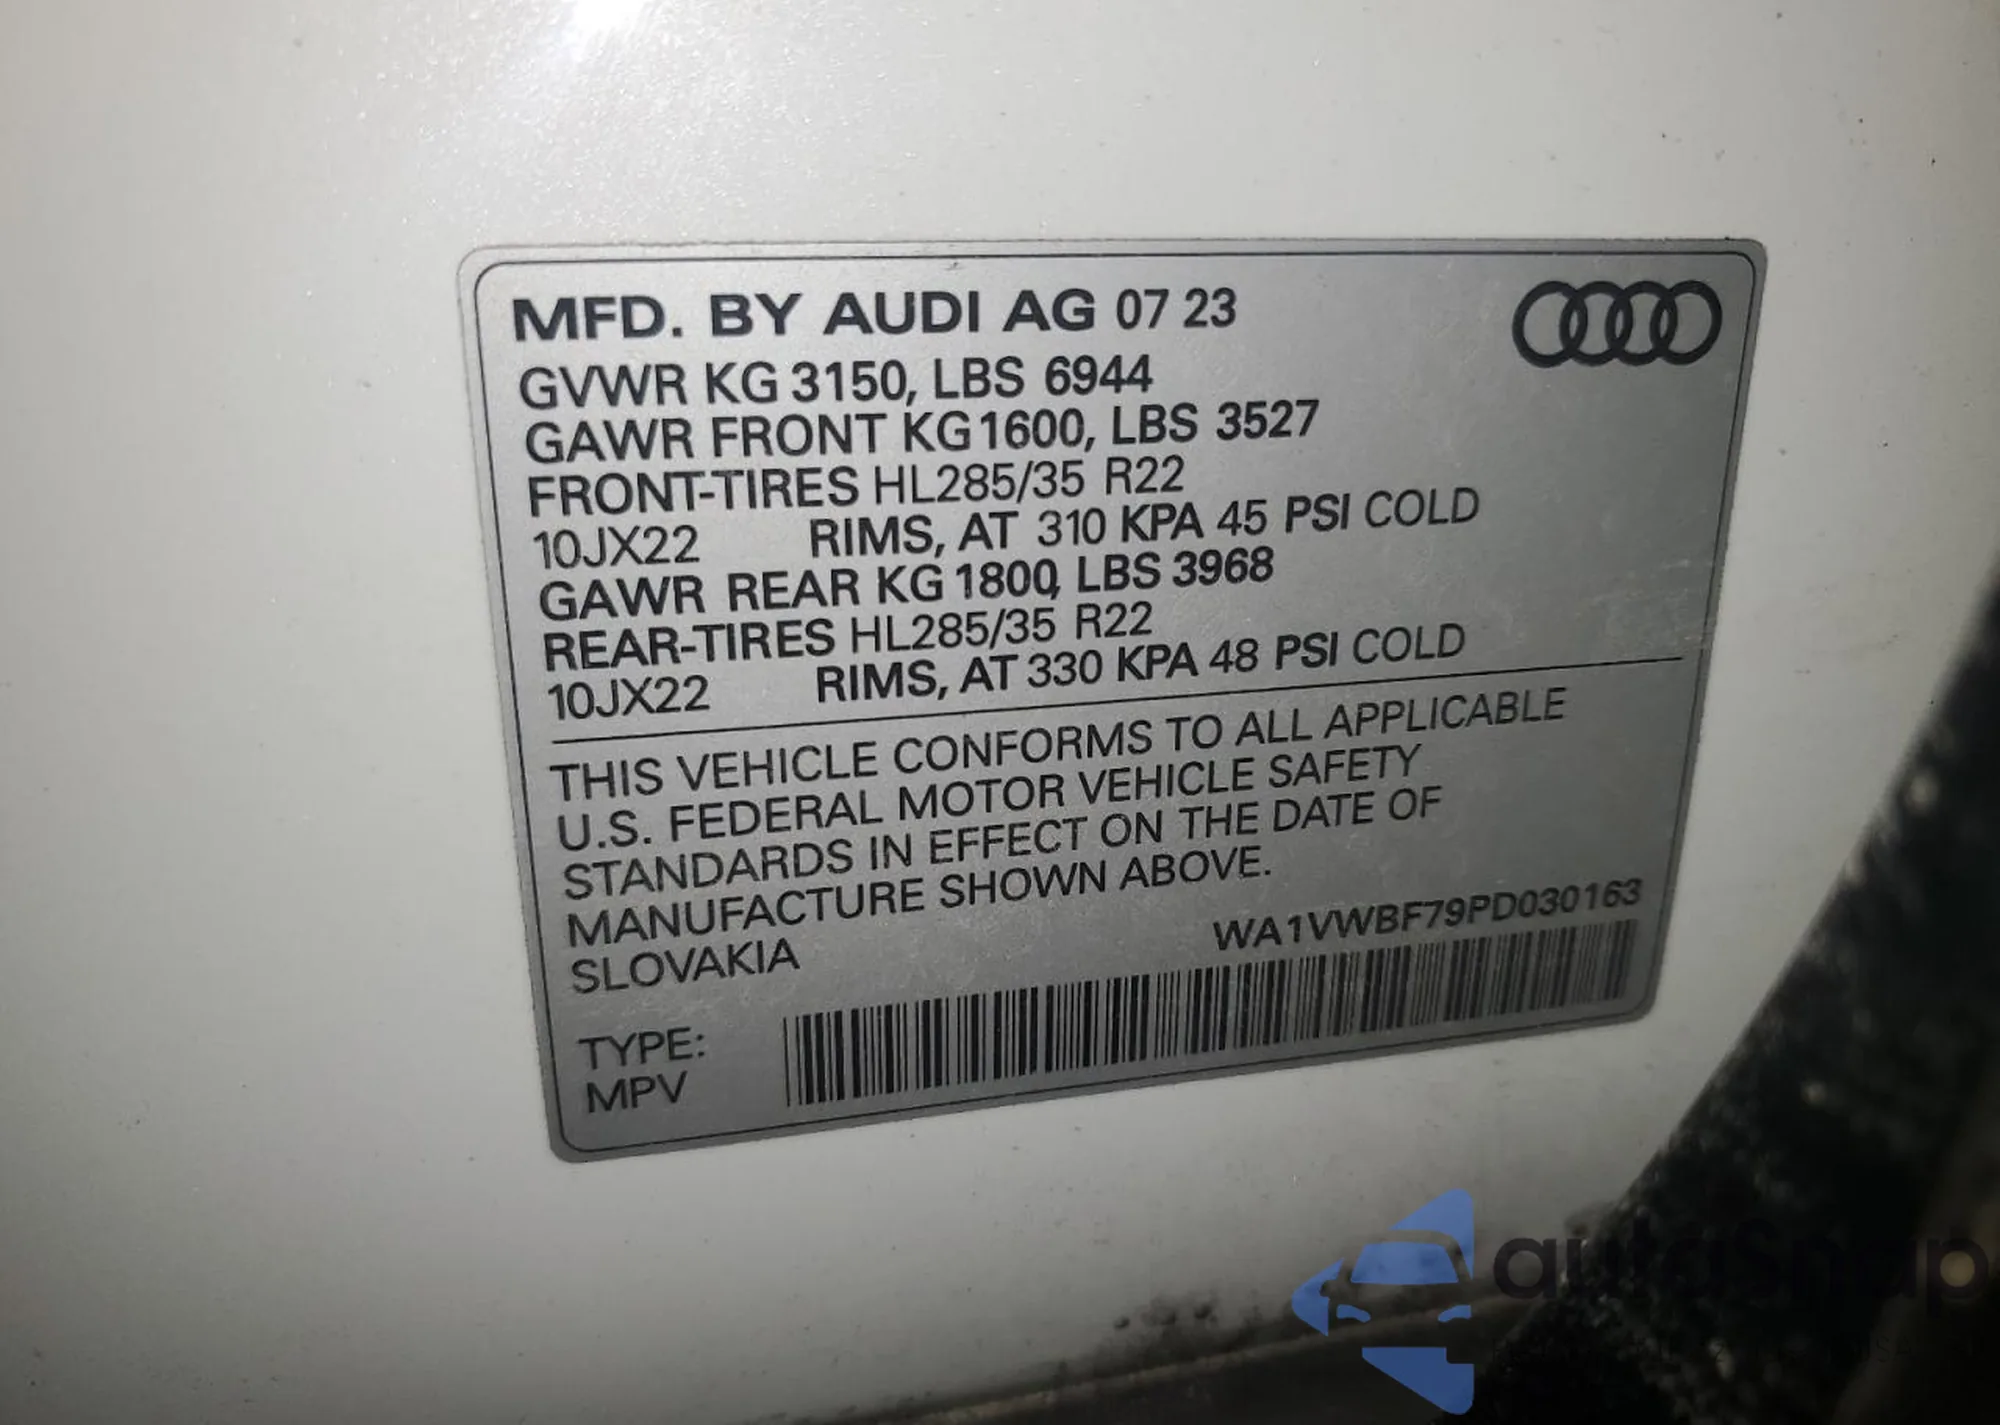 MFD. BY AUDI AG 07 23
GVWR KG 3150, LBS 6944
GAWR FRONT KG 1600, LBS 3527
FRONT-TIRES HL285/35 R22
10JX22 RIMS, AT 310 KPA 45 PSI COLD
GAWR REAR KG 1800, LBS 3968
REAR-TIRES HL285/35 R22
10JX22 RIMS, AT 330 KPA 48 PSI COLD
THIS VEHICLE CONFORMS TO ALL APPLICABLE
U.S. FEDERAL MOTOR VEHICLE SAFETY
STANDARDS IN EFFECT ON THE DATE OF
MANUFACTURE SHOWN ABOVE.
SLOVAKIA
WA1VWBF79PD030163
TYPE:
MPV
autosnap